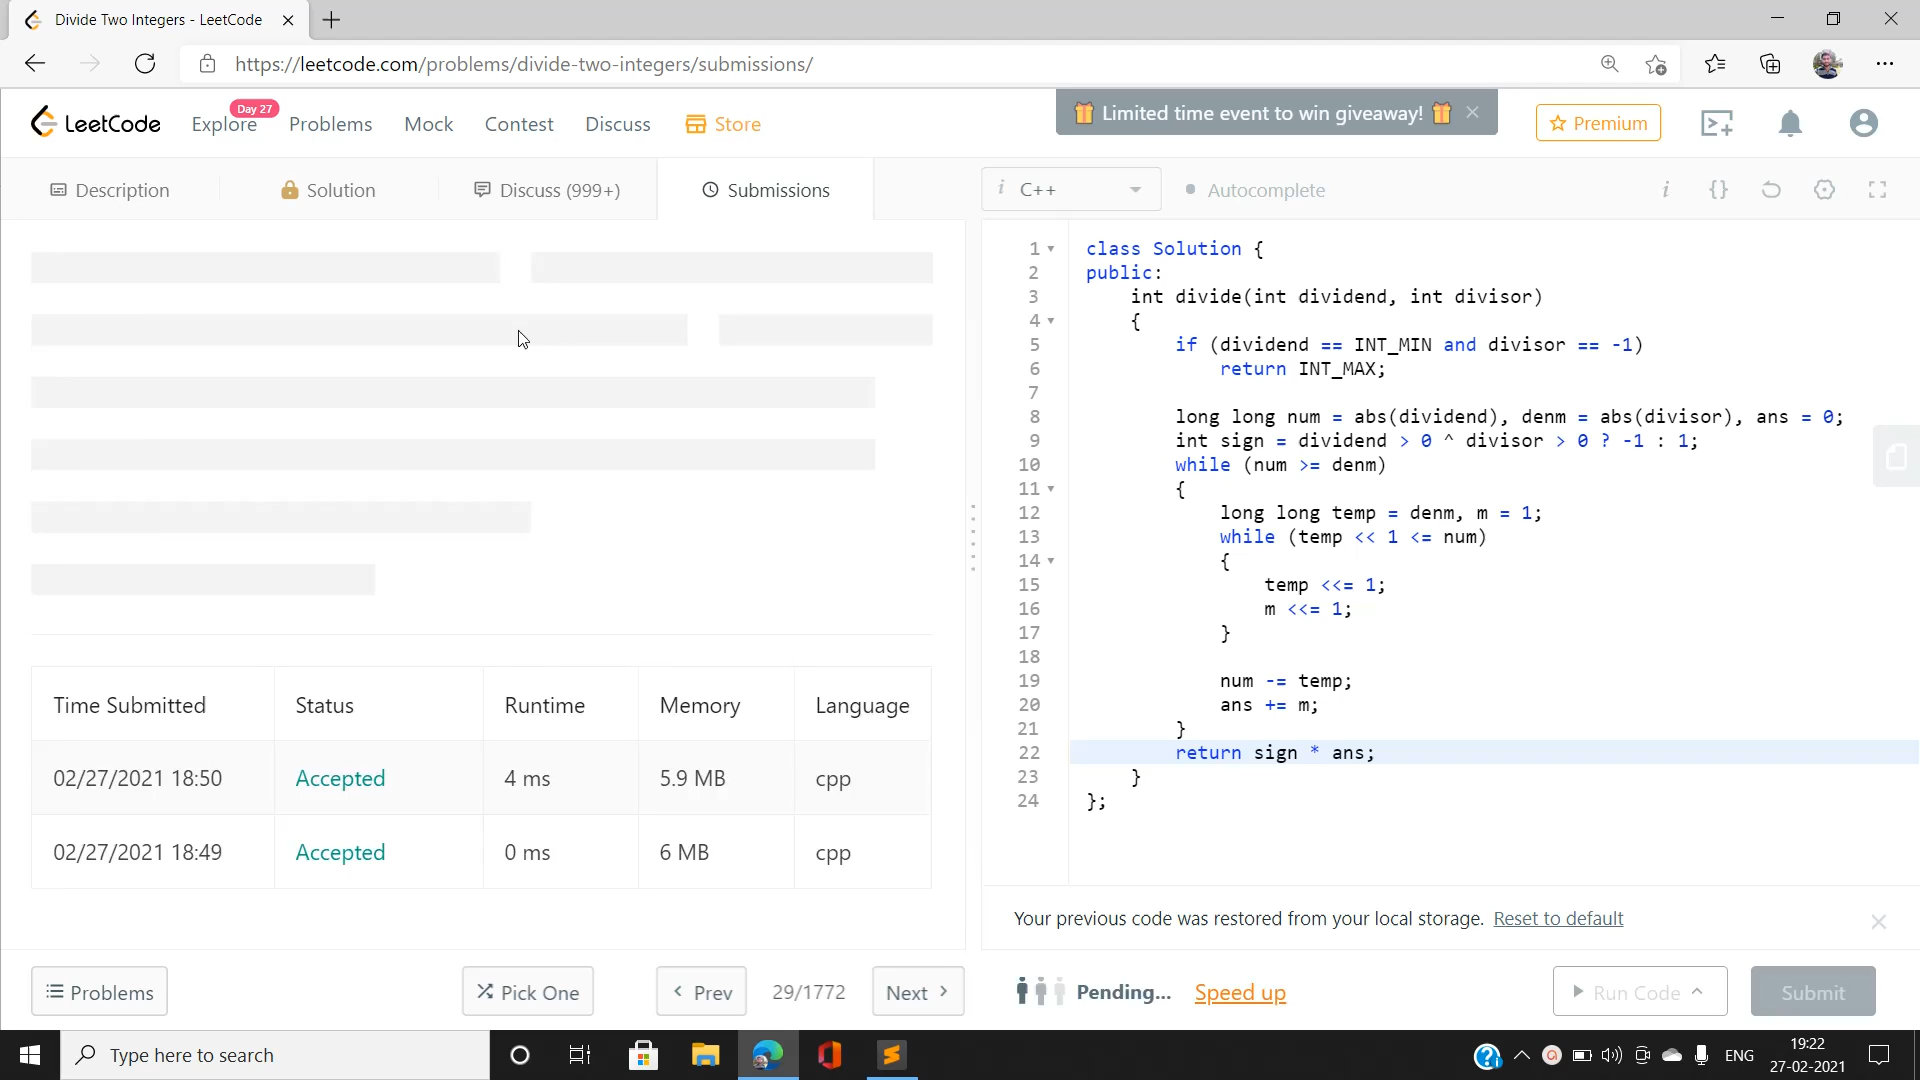 Divide Two Integers - LeetCode
https://leetcode.com/problems/divide-two-integers/submissions/
LeetCode
Explore
Day 27
Problems
Mock
Contest
Discuss
Store
Limited time event to win giveaway!
Premium
Description
Solution
Discuss (999+)
Submissions
i C++
Autocomplete
i {}
1 class Solution {
2 public:
3 int divide(int dividend, int divisor)
4 {
5 if (dividend == INT_MIN and divisor == -1)
6 return INT_MAX;
7
8 long long num = abs(dividend), denm = abs(divisor), ans = 0;
9 int sign = dividend > 0 ^ divisor > 0 ? -1 : 1;
10 while (num >= denm)
11 {
12 long long temp = denm, m = 1;
13 while (temp << 1 <= num)
14 {
15 temp <<= 1;
16 m <<= 1;
17 }
18
19 num -= temp;
20 ans += m;
21 }
22 return sign * ans;
23 }
24 };
Time Submitted Status Runtime Memory Language
02/27/2021 18:50 Accepted 4 ms 5.9 MB cpp
02/27/2021 18:49 Accepted 0 ms 6 MB cpp
Your previous code was restored from your local storage. Reset to default
Problems
Pick One
Prev
29/1772
Next
Pending...
Speed up
Run Code
Submit
Type here to search
ENG
19:22
27-02-2021